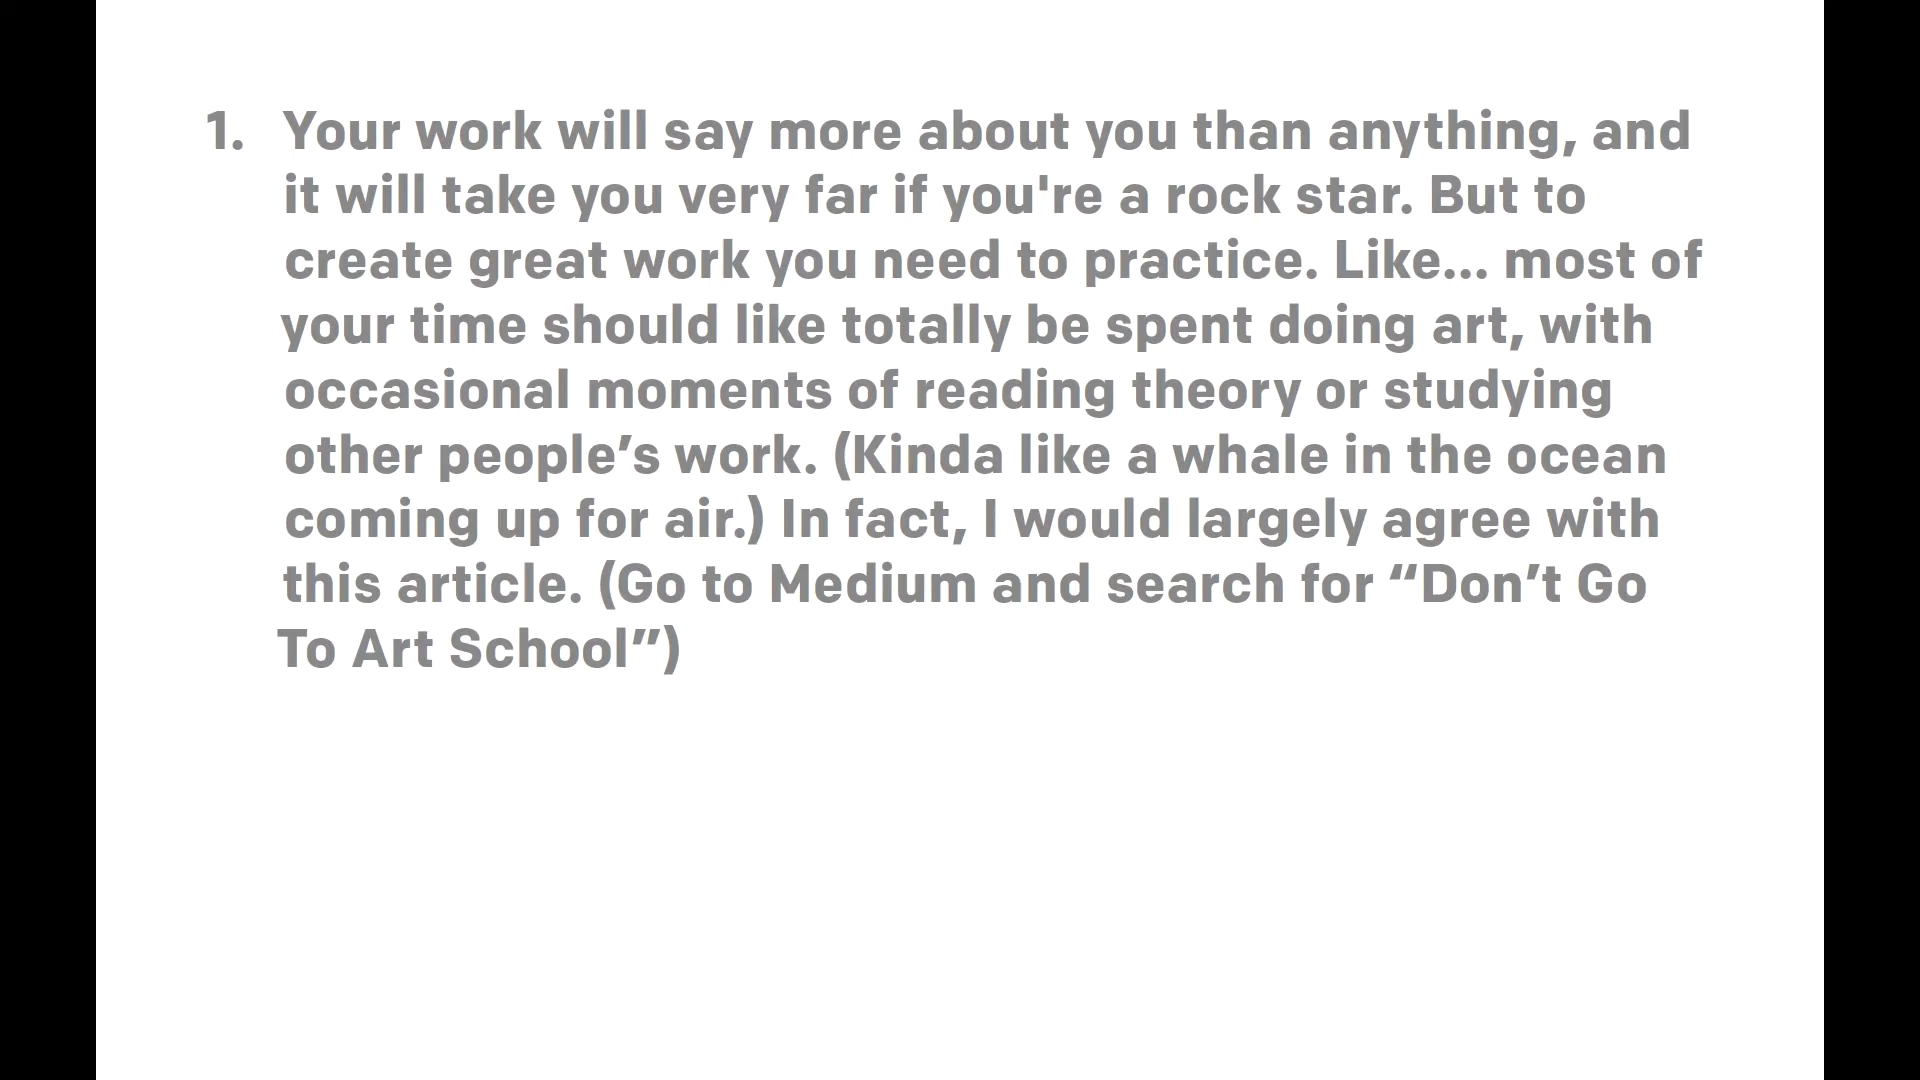 1. Your work will say more about you than anything, and
it will take you very far if you're a rock star. But to
create great work you need to practice. Like... most of
your time should like totally be spent doing art, with
occasional moments of reading theory or studying
other people’s work. (Kinda like a whale in the ocean
coming up for air.) In fact, I would largely agree with
this article. (Go to Medium and search for “Don’t Go
To Art School”)